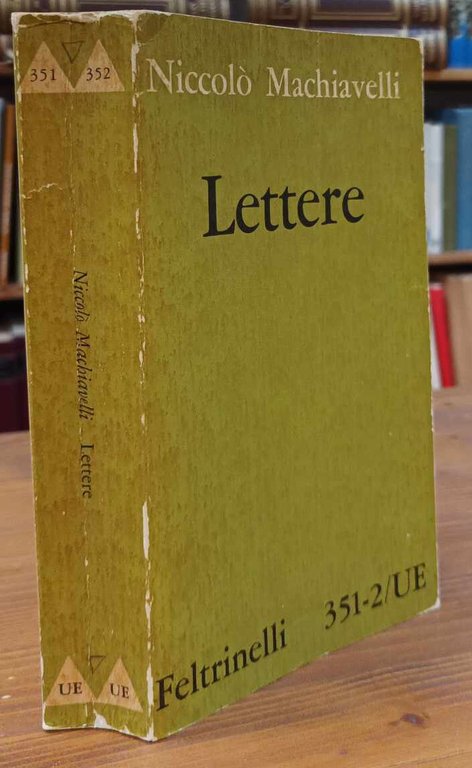 351 352
Niccolò Machiavelli Lettere
UE UE
Niccolò Machiavelli
Lettere
Feltrinelli 351-2/UE